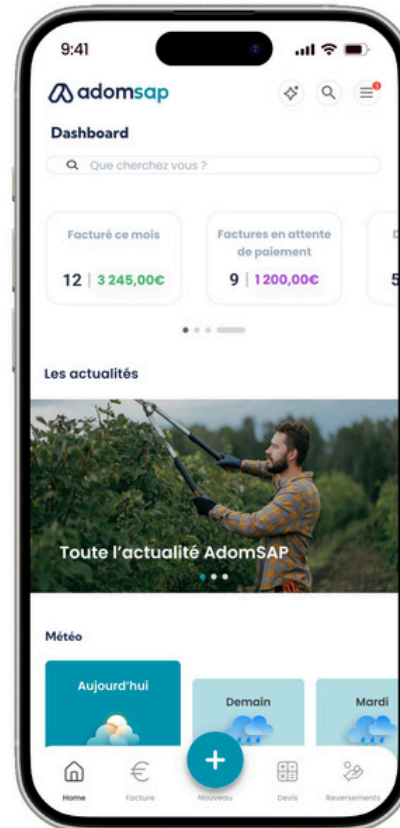 9:41
adomsap
3
Dashboard
Que cherchez vous ?
Facturé ce mois
12 | 3 245,00€
Factures en attente
de paiement
9 | 1 200,00€
D
5
Les actualités
Toute l'actualité AdomSAP
Météo
Aujourd'hui
Demain
Mardi
+
Home
Facture
Nouveau
Devis
Reversements